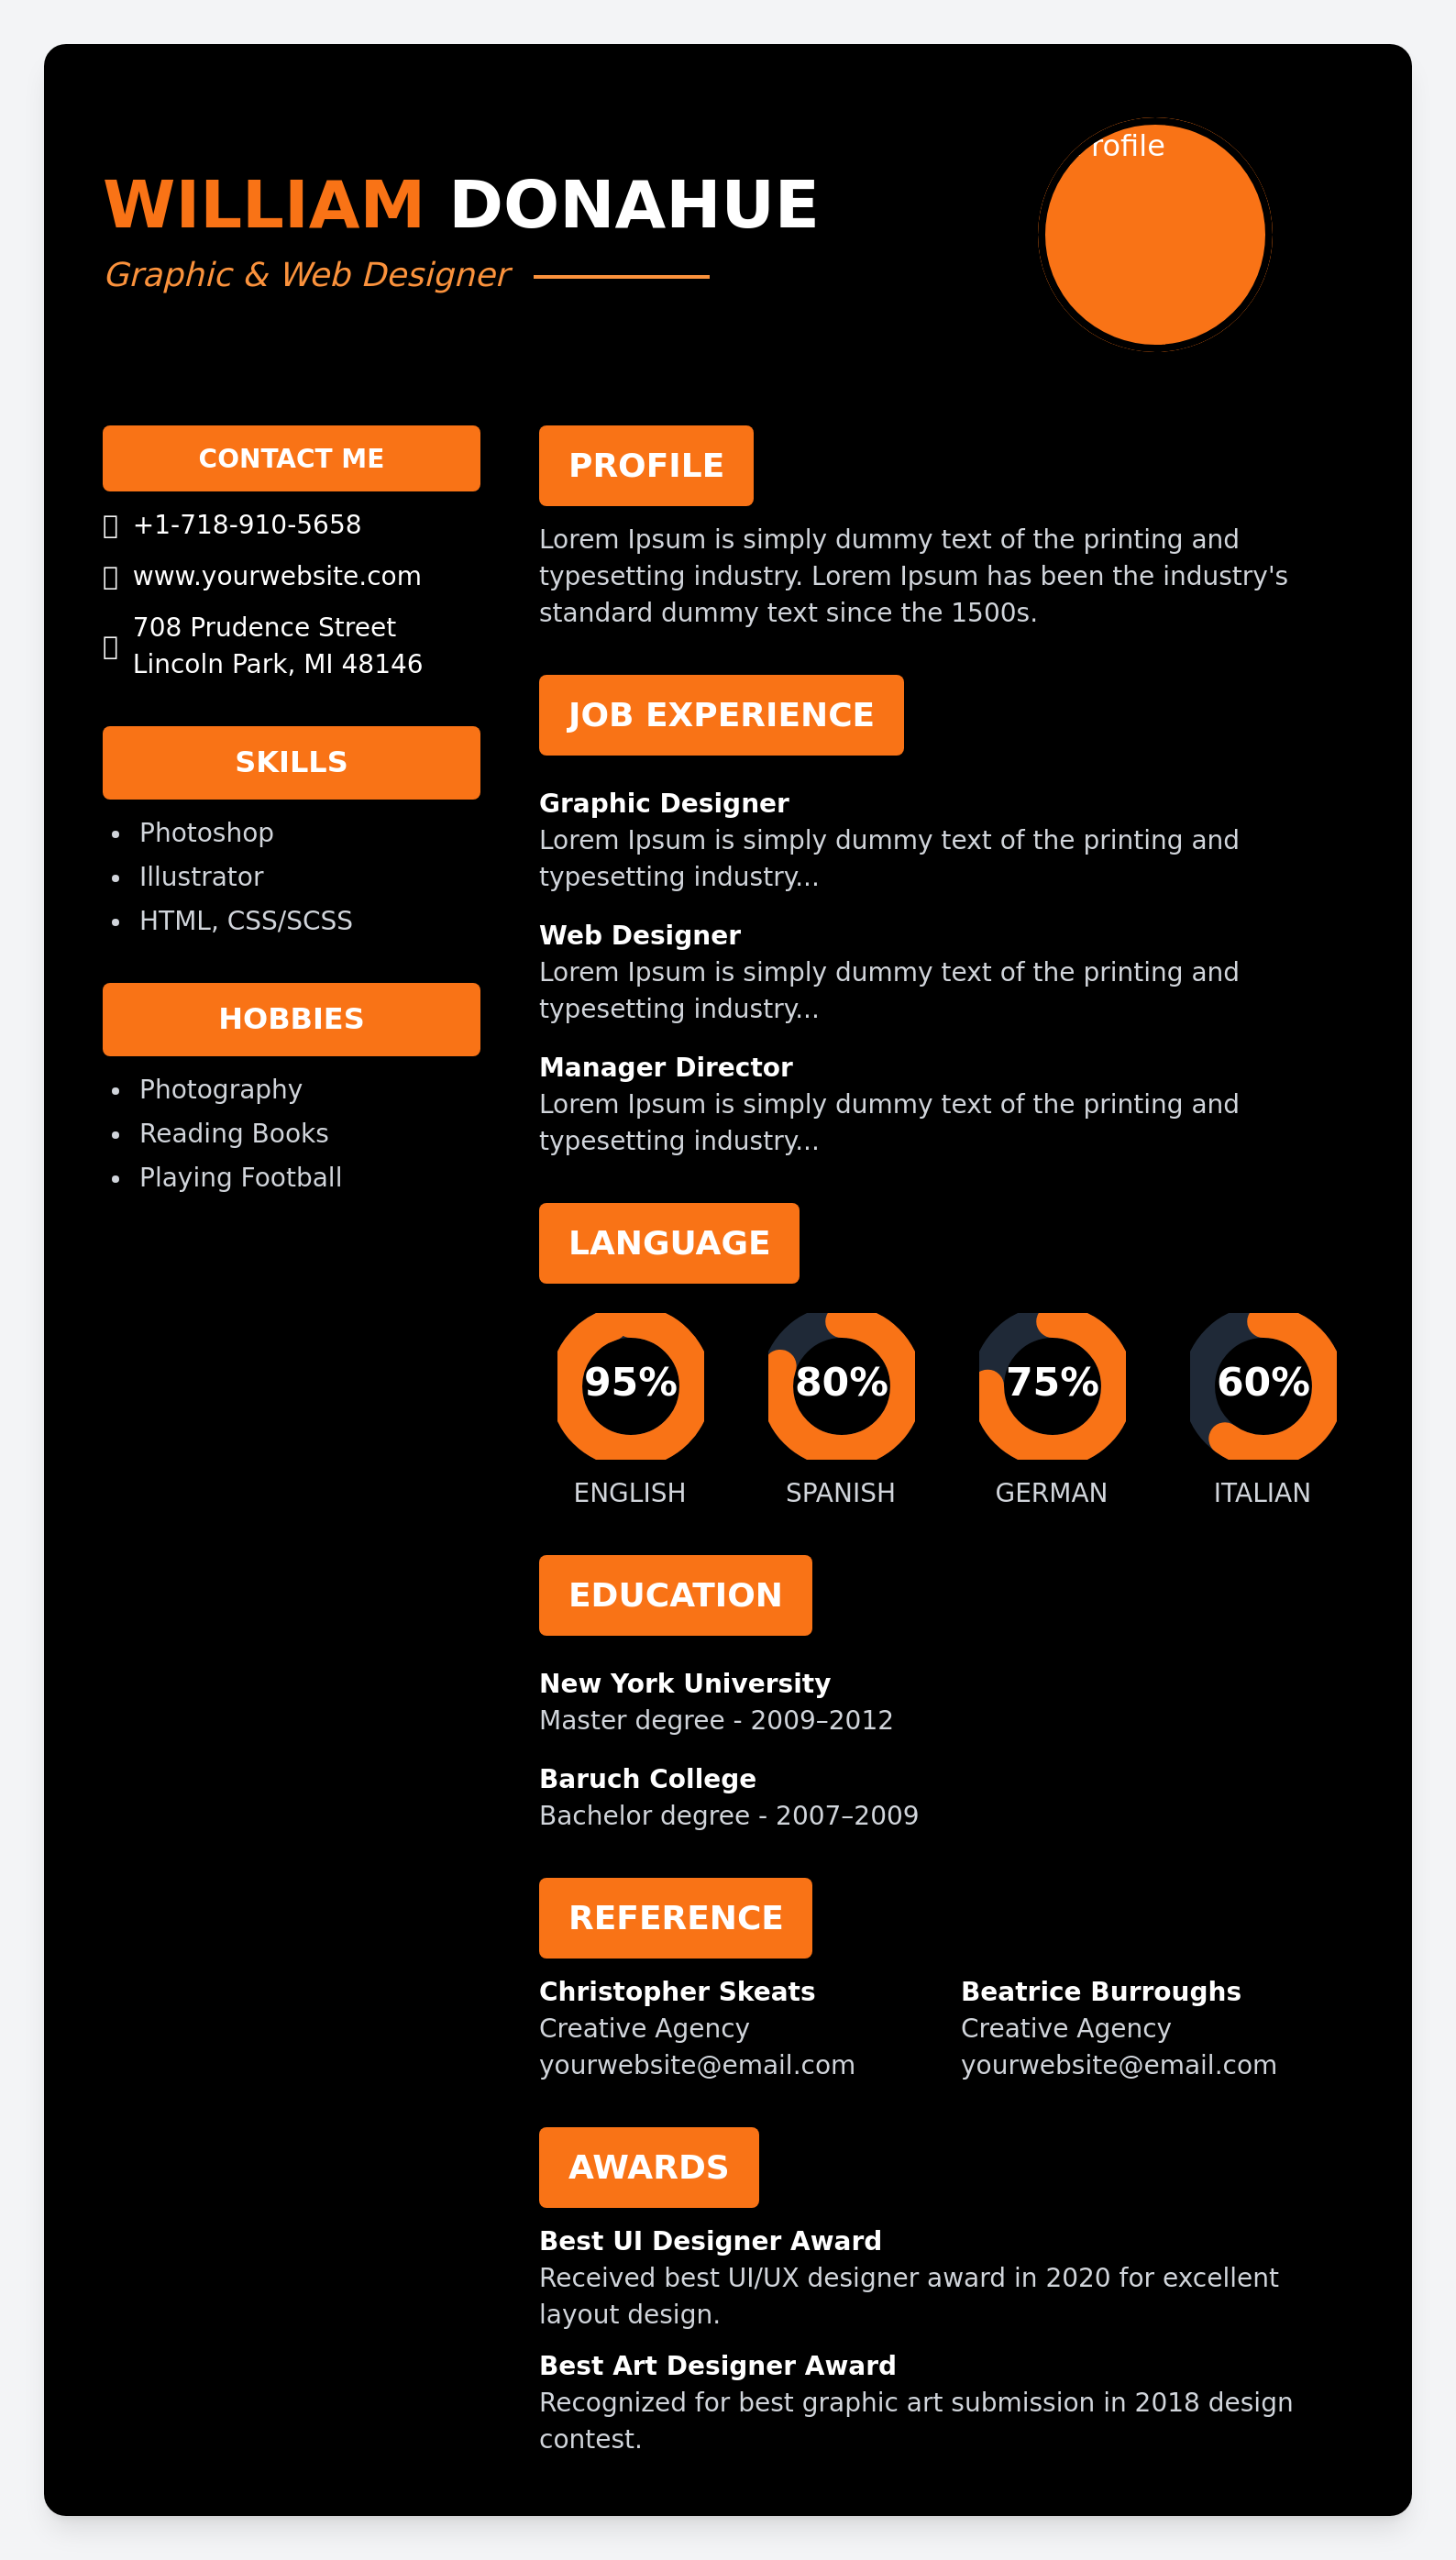 WILLIAM DONAHUE
Graphic & Web Designer
rofile
CONTACT ME
+1-718-910-5658
www.yourwebsite.com
708 Prudence Street
Lincoln Park, MI 48146
SKILLS
• Photoshop
• Illustrator
• HTML, CSS/SCSS
HOBBIES
• Photography
• Reading Books
• Playing Football
PROFILE
Lorem Ipsum is simply dummy text of the printing and
typesetting industry. Lorem Ipsum has been the industry's
standard dummy text since the 1500s.
JOB EXPERIENCE
Graphic Designer
Lorem Ipsum is simply dummy text of the printing and
typesetting industry...
Web Designer
Lorem Ipsum is simply dummy text of the printing and
typesetting industry...
Manager Director
Lorem Ipsum is simply dummy text of the printing and
typesetting industry...
LANGUAGE
95% 80% 75% 60%
ENGLISH SPANISH GERMAN ITALIAN
EDUCATION
New York University
Master degree - 2009–2012
Baruch College
Bachelor degree - 2007–2009
REFERENCE
Christopher Skeats
Creative Agency
yourwebsite@email.com
Beatrice Burroughs
Creative Agency
yourwebsite@email.com
AWARDS
Best UI Designer Award
Received best UI/UX designer award in 2020 for excellent
layout design.
Best Art Designer Award
Recognized for best graphic art submission in 2018 design
contest.